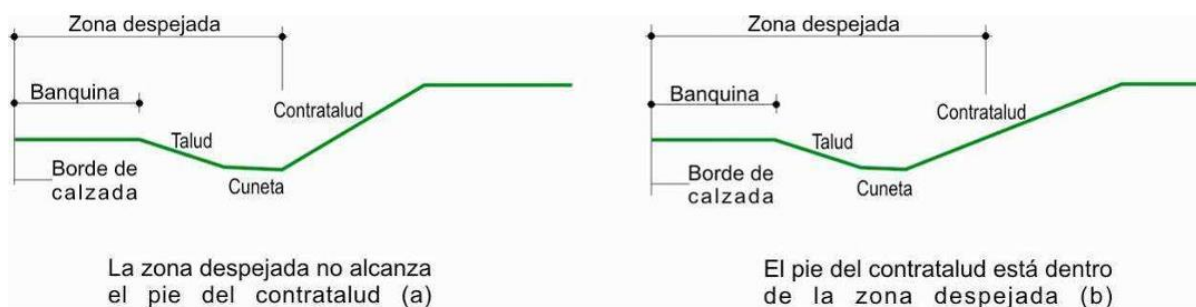 Zona despejada
Banquina
Contratalud
Talud
Borde de
calzada
Cuneta
La zona despejada no alcanza
el pie del contratalud (a)
Zona despejada
Banquina
Contratalud
Talud
Borde de
calzada
Cuneta
El pie del contratalud está dentro
de la zona despejada (b)